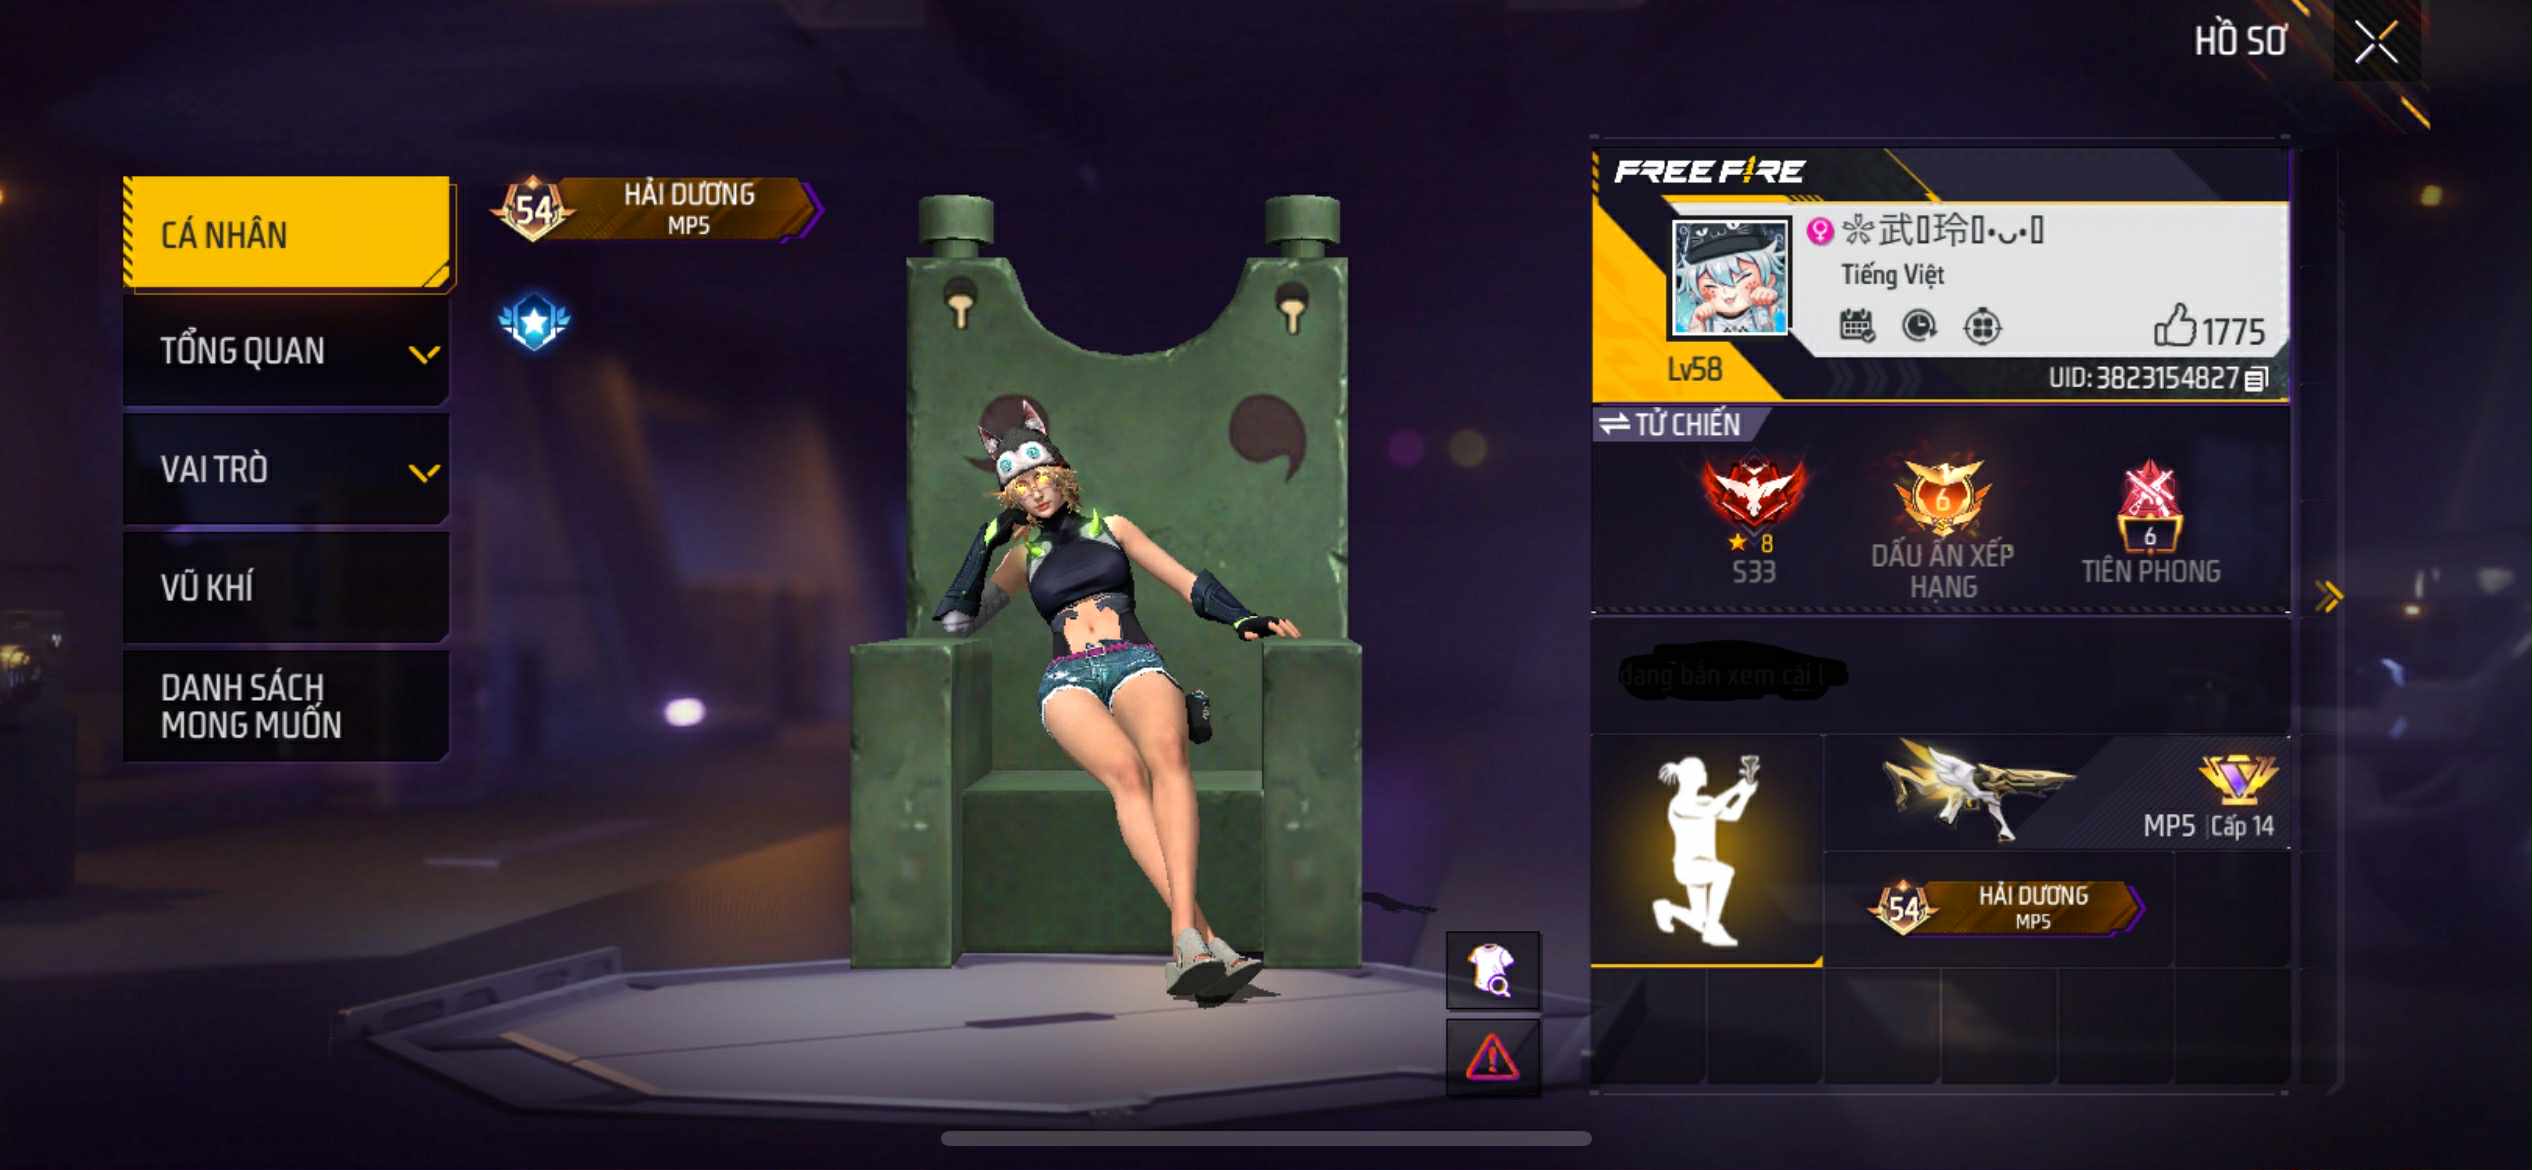 HỒ SƠ
CÁ NHÂN
TỔNG QUAN
VAI TRÒ
VŨ KHÍ
DANH SÁCH
MONG MUỐN
54
HẢI DƯƠNG
MP5
FREE FIRE
武 玲
Tiếng Việt
1775
Lv58
UID: 3823154827
TỬ CHIẾN
8
S33
6
DẤU ẤN XẾP
HẠNG
6
TIÊN PHONG
MP5 Cấp 14
54
HẢI DƯƠNG
MP5